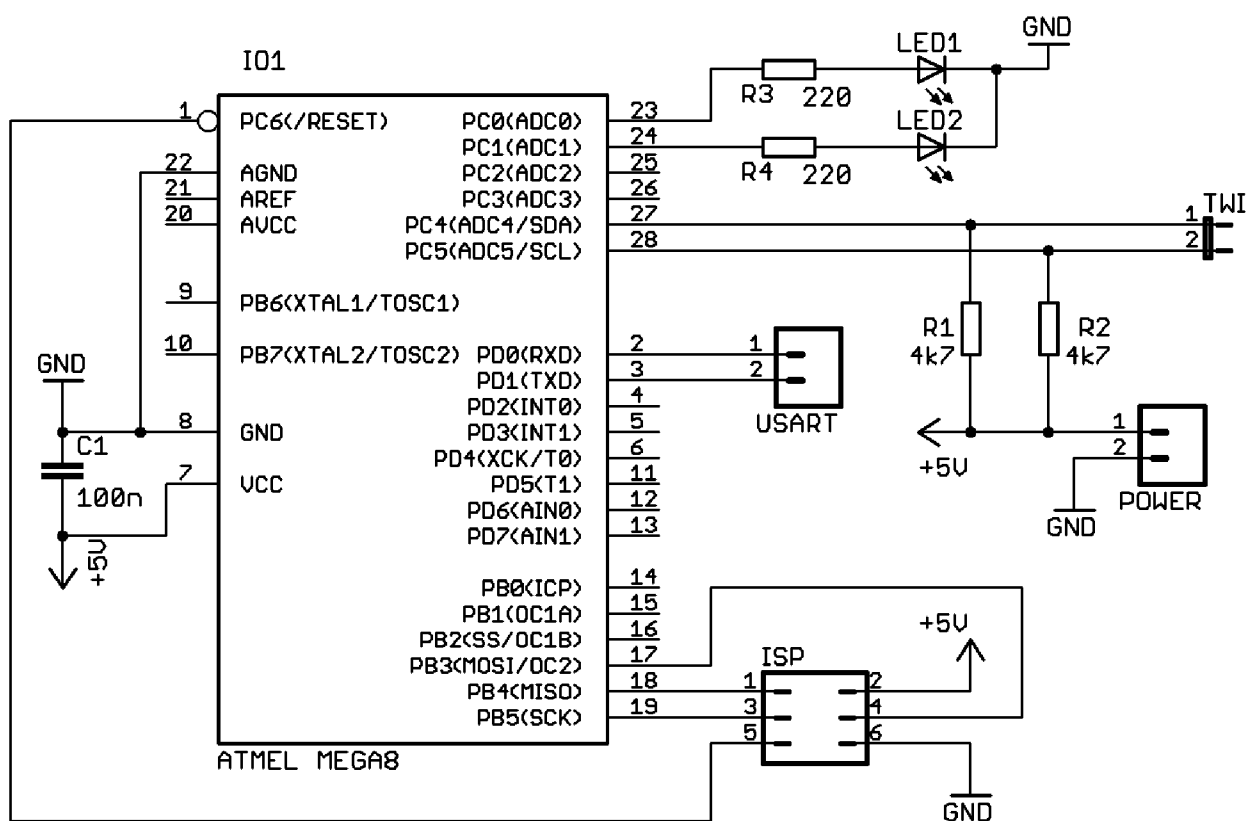 GND
LED1
IO1
R3 220
1 PC6(/RESET) PC0(ADC0) 23
LED2
PC1(ADC1) 24
R4 220
22 AGND PC2(ADC2) 25
21 AREF PC3(ADC3) 26
20 AVCC PC4(ADC4/SDA) 27
TWI
1
PC5(ADC5/SCL) 28
2
9 PB6(XTAL1/TOSC1)
R1 4k7
R2 4k7
10 PB7(XTAL2/TOSC2) PD0(RXD) 2
1
PD1(TXD) 3
2
USART
GND
PD2(INT0) 4
8 GND PD3(INT1) 5
C1
100n
PD4(XCK/T0) 6
7 VCC PD5(T1) 11
PD6(AIN0) 12
PD7(AIN1) 13
+5V
+5V
1
2
POWER
GND
PB0(ICP) 14
PB1(OC1A) 15
PB2(SS/OC1B) 16
PB3(MOSI/OC2) 17
PB4(MISO) 18
PB5(SCK) 19
ATMEL MEGA8
+5V
ISP
1 2
3 4
5 6
GND